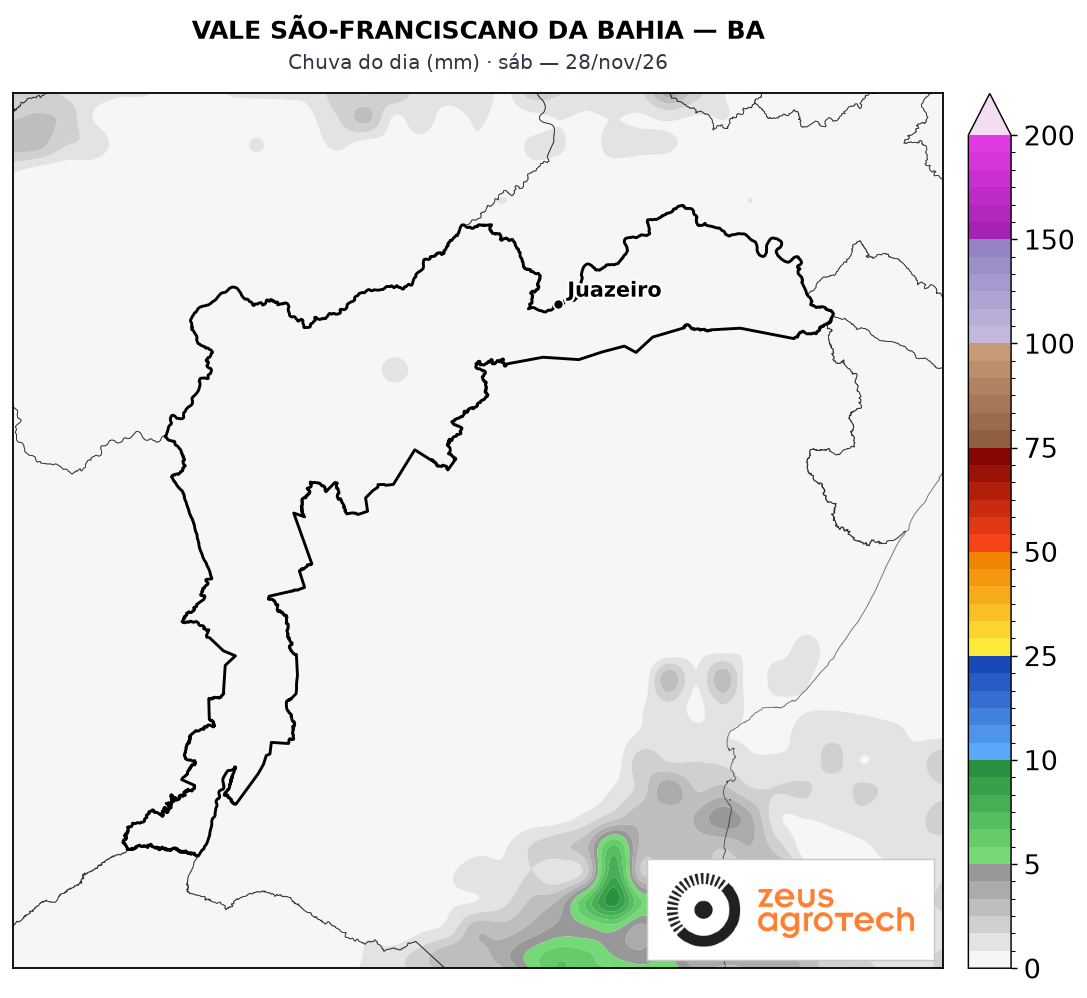 VALE SÃO-FRANCISCANO DA BAHIA — BA
Chuva do dia (mm) · sáb — 28/nov/26
Juazeiro
200
150
100
75
50
25
10
5
0
zeus
agrotech